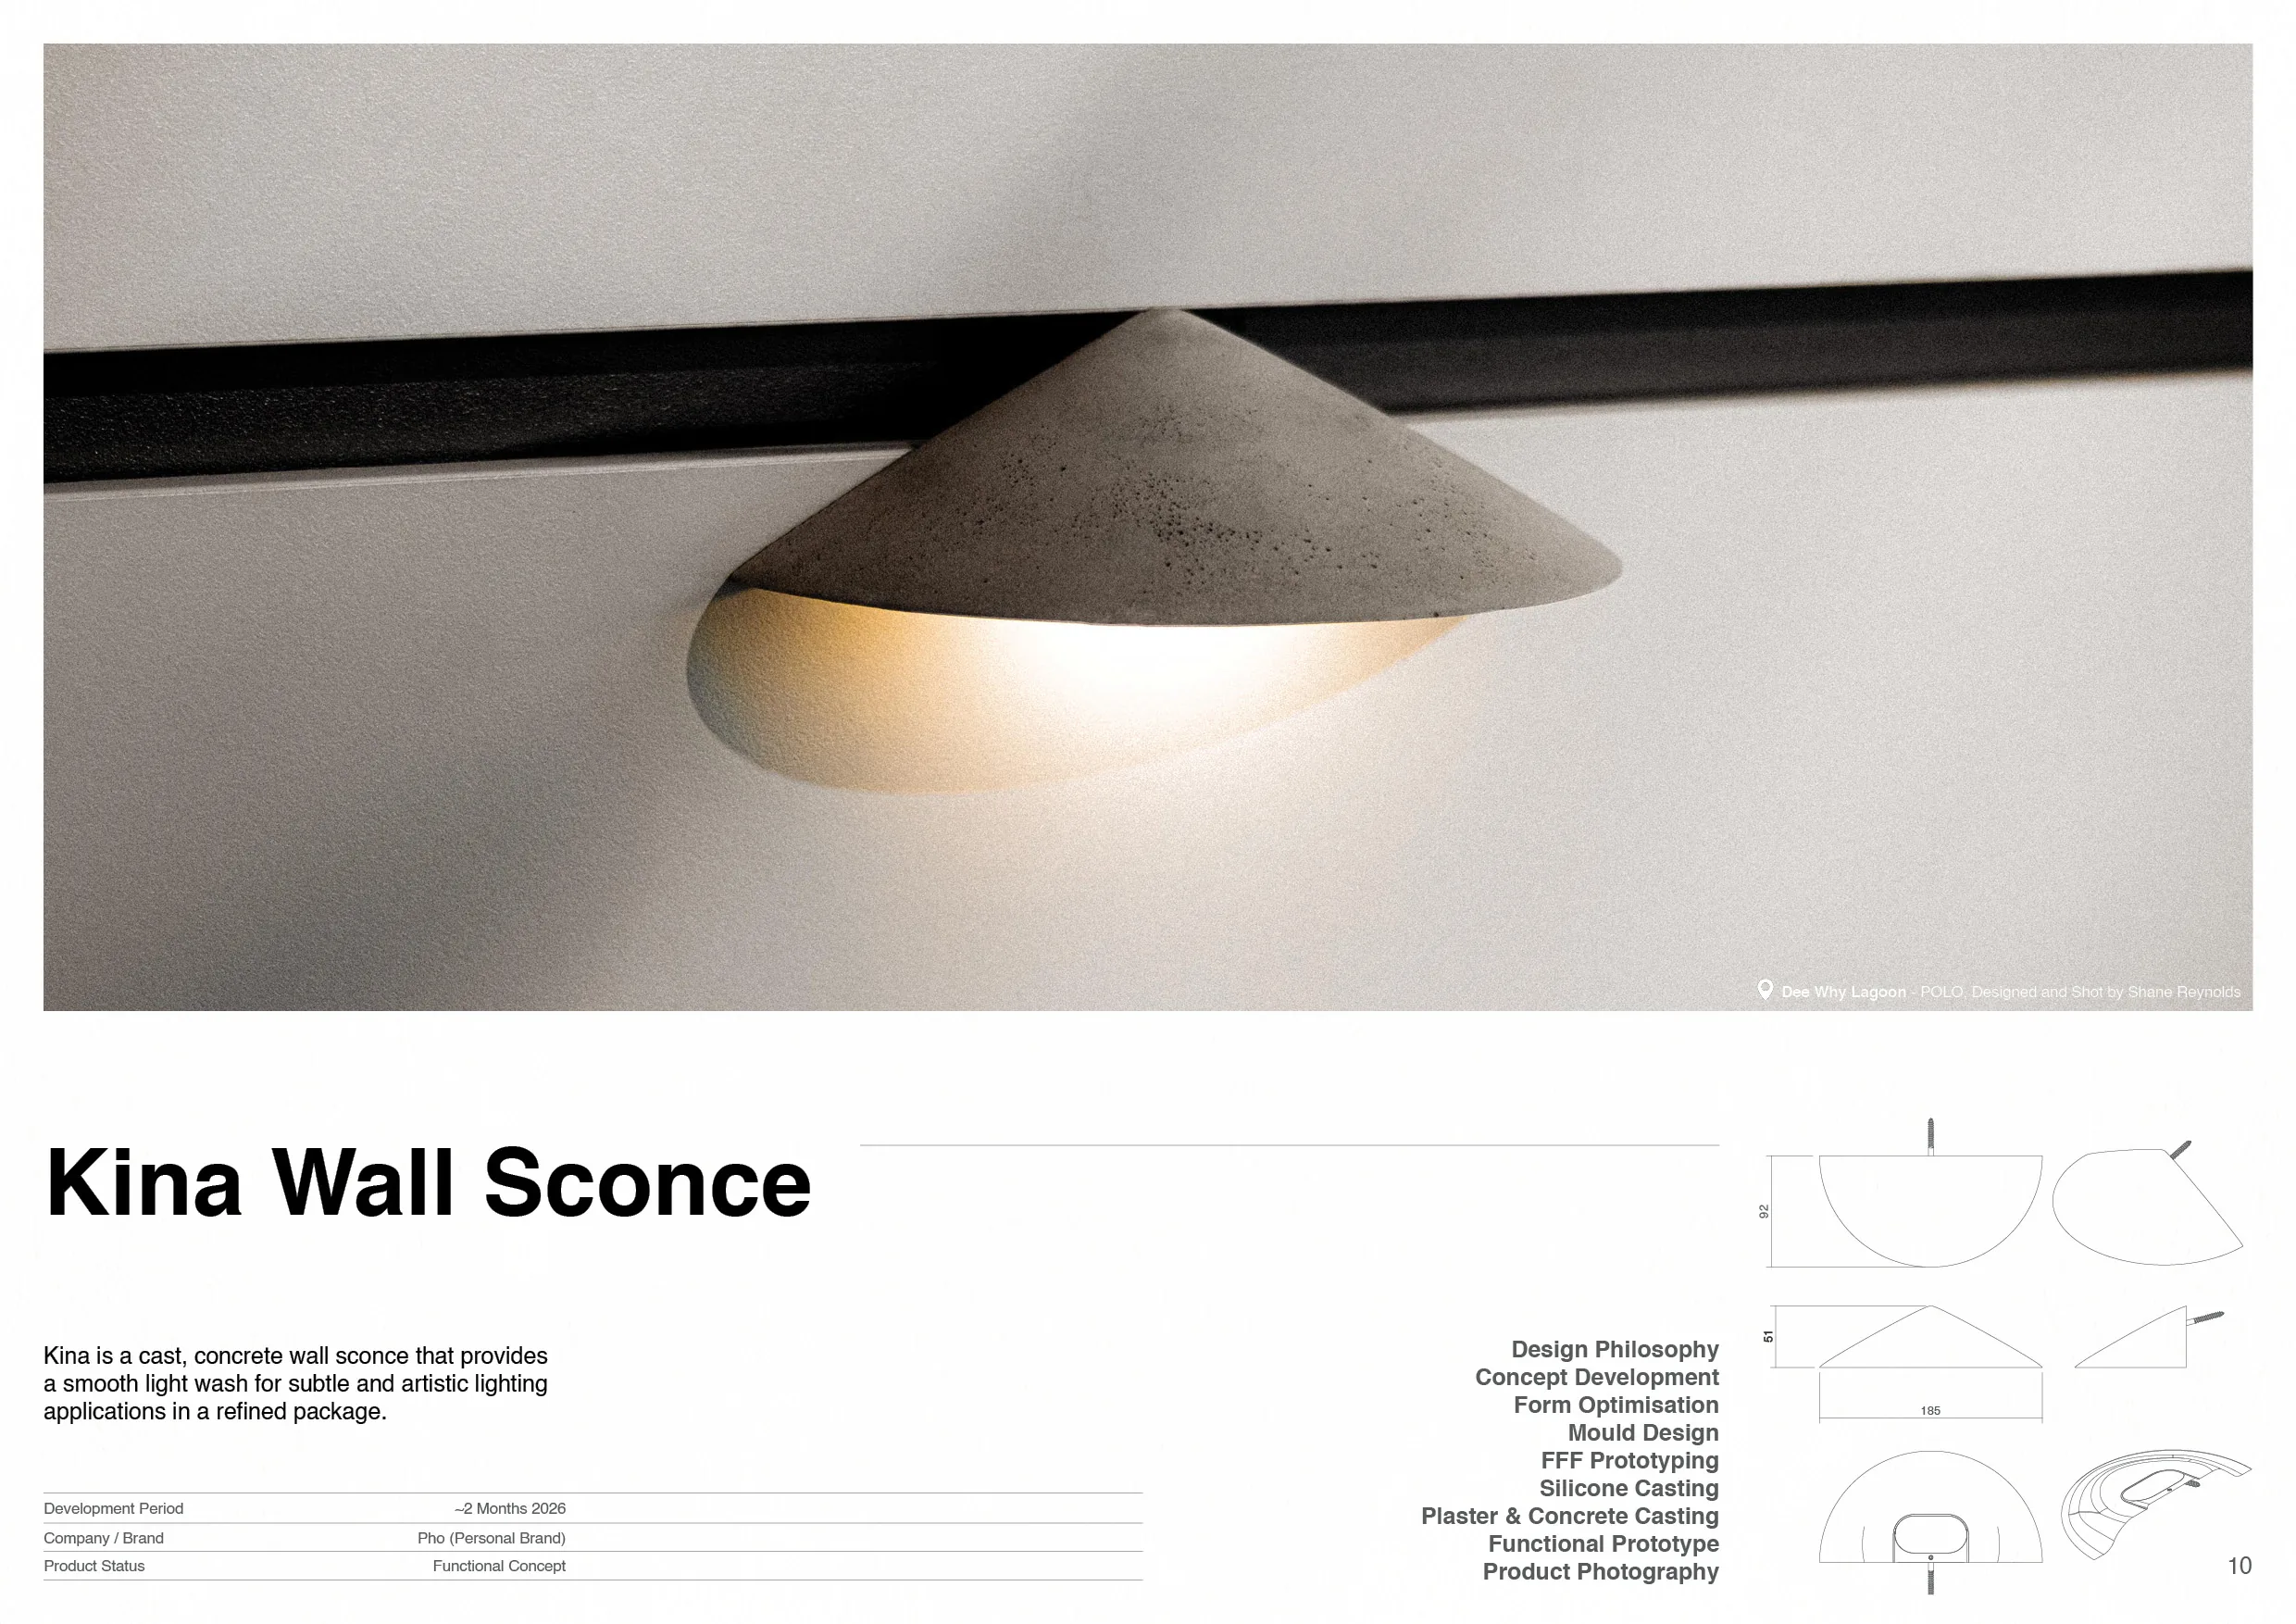 Dee Why Lagoon - POLO, Designed and Shot by Shane Reynolds
Kina Wall Sconce
Kina is a cast, concrete wall sconce that provides
a smooth light wash for subtle and artistic lighting
applications in a refined package.
Development Period ~2 Months 2026
Company / Brand Pho (Personal Brand)
Product Status Functional Concept
Design Philosophy
Concept Development
Form Optimisation
Mould Design
FFF Prototyping
Silicone Casting
Plaster & Concrete Casting
Functional Prototype
Product Photography
92
51
185
10